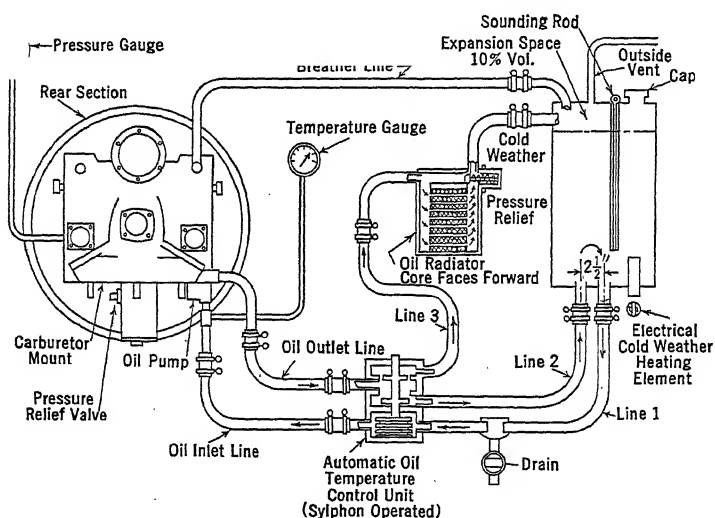 Sounding Rod
Pressure Gauge
Expansion Space
10% Vol.
Outside
Vent
Breather Line
Cap
Rear Section
Temperature Gauge
Cold
Weather
Pressure
Relief
Oil Radiator
Core Faces Forward
2 1/2"
Line 3
Carburetor
Mount
Oil Pump
Oil Outlet Line
Line 2
Electrical
Cold Weather
Heating
Element
Pressure
Relief Valve
Line 1
Oil Inlet Line
Automatic Oil
Temperature
Control Unit
(Sylphon Operated)
Drain